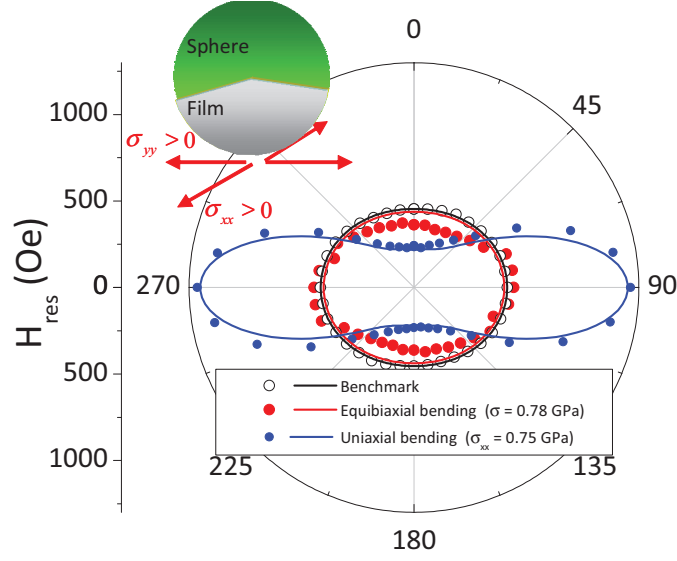 0
Sphere
45
1000
Film
σyy > 0
500
σxx > 0
Hres (Oe)
0
270
90
500
Benchmark
Equibiaxial bending (σ = 0.78 GPa)
Uniaxial bending (σxx = 0.75 GPa)
1000
225
135
180